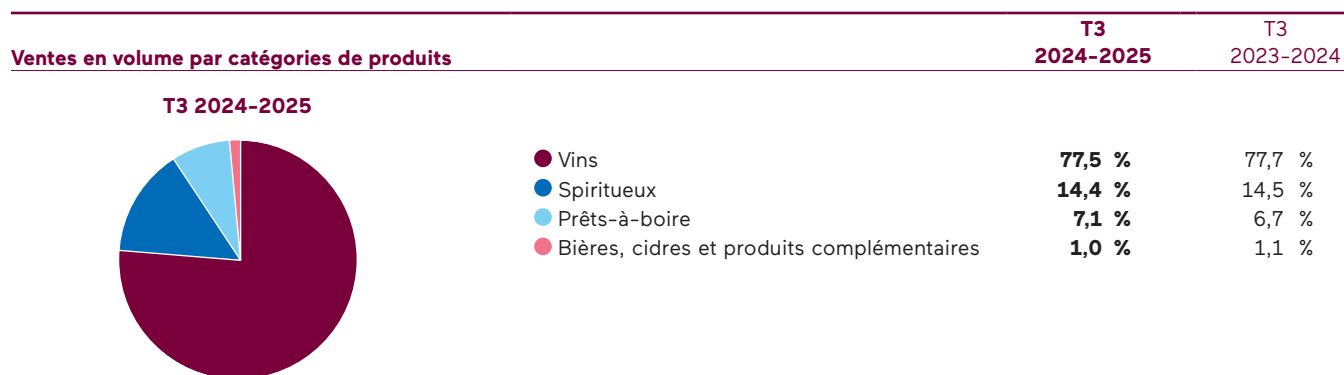 T3 T3
Ventes en volume par catégories de produits 2024-2025 2023-2024
T3 2024-2025
Vins 77,5 % 77,7 %
Spiritueux 14,4 % 14,5 %
Prêts-à-boire 7,1 % 6,7 %
Bières, cidres et produits complémentaires 1,0 % 1,1 %